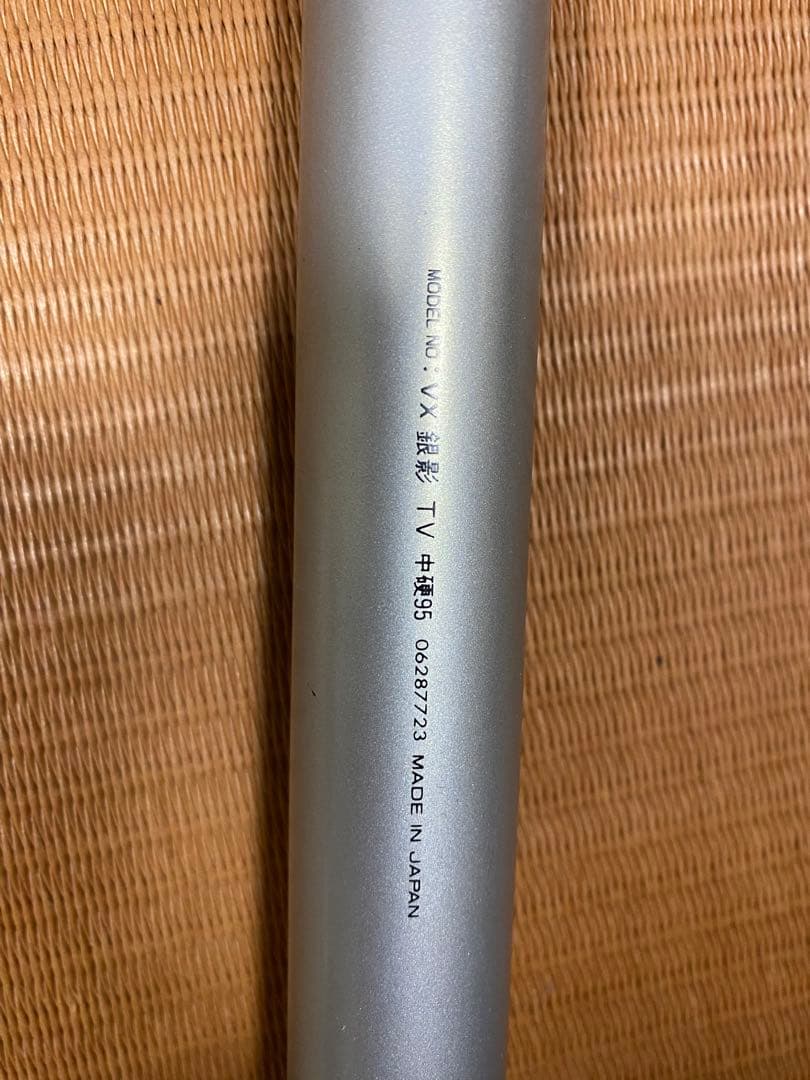 MODEL NO : VX 銀影 TV 中硬95 06287723 MADE IN JAPAN